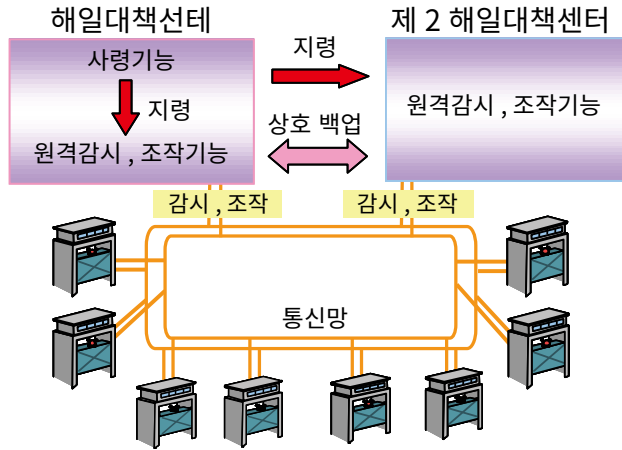 해일대책선테
제 2 해일대책센터
사령기능
지령
지령
원격감시 , 조작기능
상호 백업
원격감시 , 조작기능
감시 , 조작
감시 , 조작
통신망